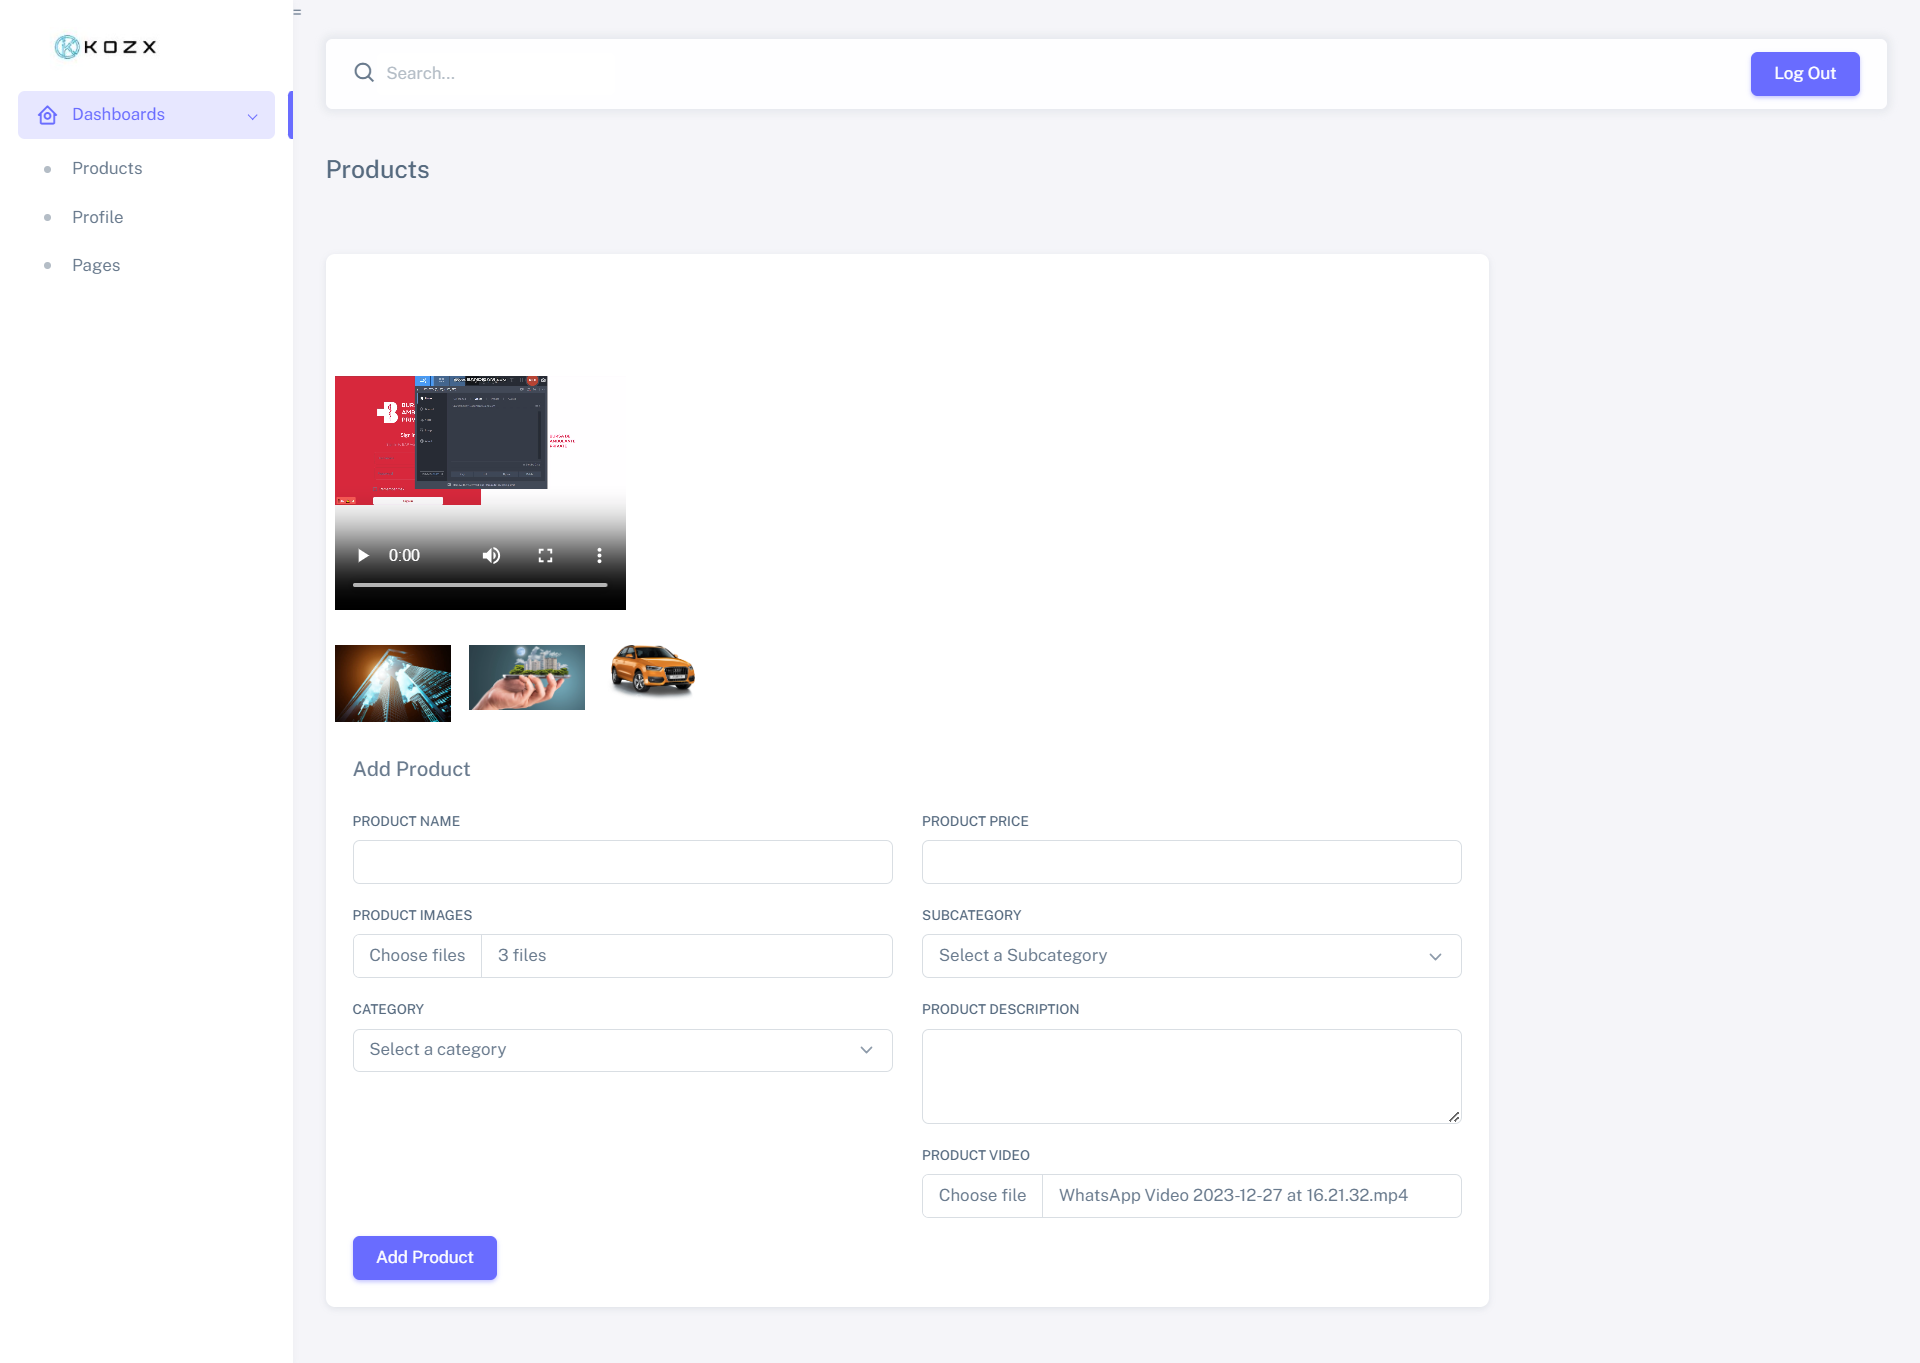 =
KOZX
Search...
Log Out
Dashboards
Products
Profile
Pages
Products
Sign in
0:00
Add Product
PRODUCT NAME
PRODUCT PRICE
PRODUCT IMAGES
SUBCATEGORY
Choose files
3 files
Select a Subcategory
CATEGORY
PRODUCT DESCRIPTION
Select a category
PRODUCT VIDEO
Choose file
WhatsApp Video 2023-12-27 at 16.21.32.mp4
Add Product